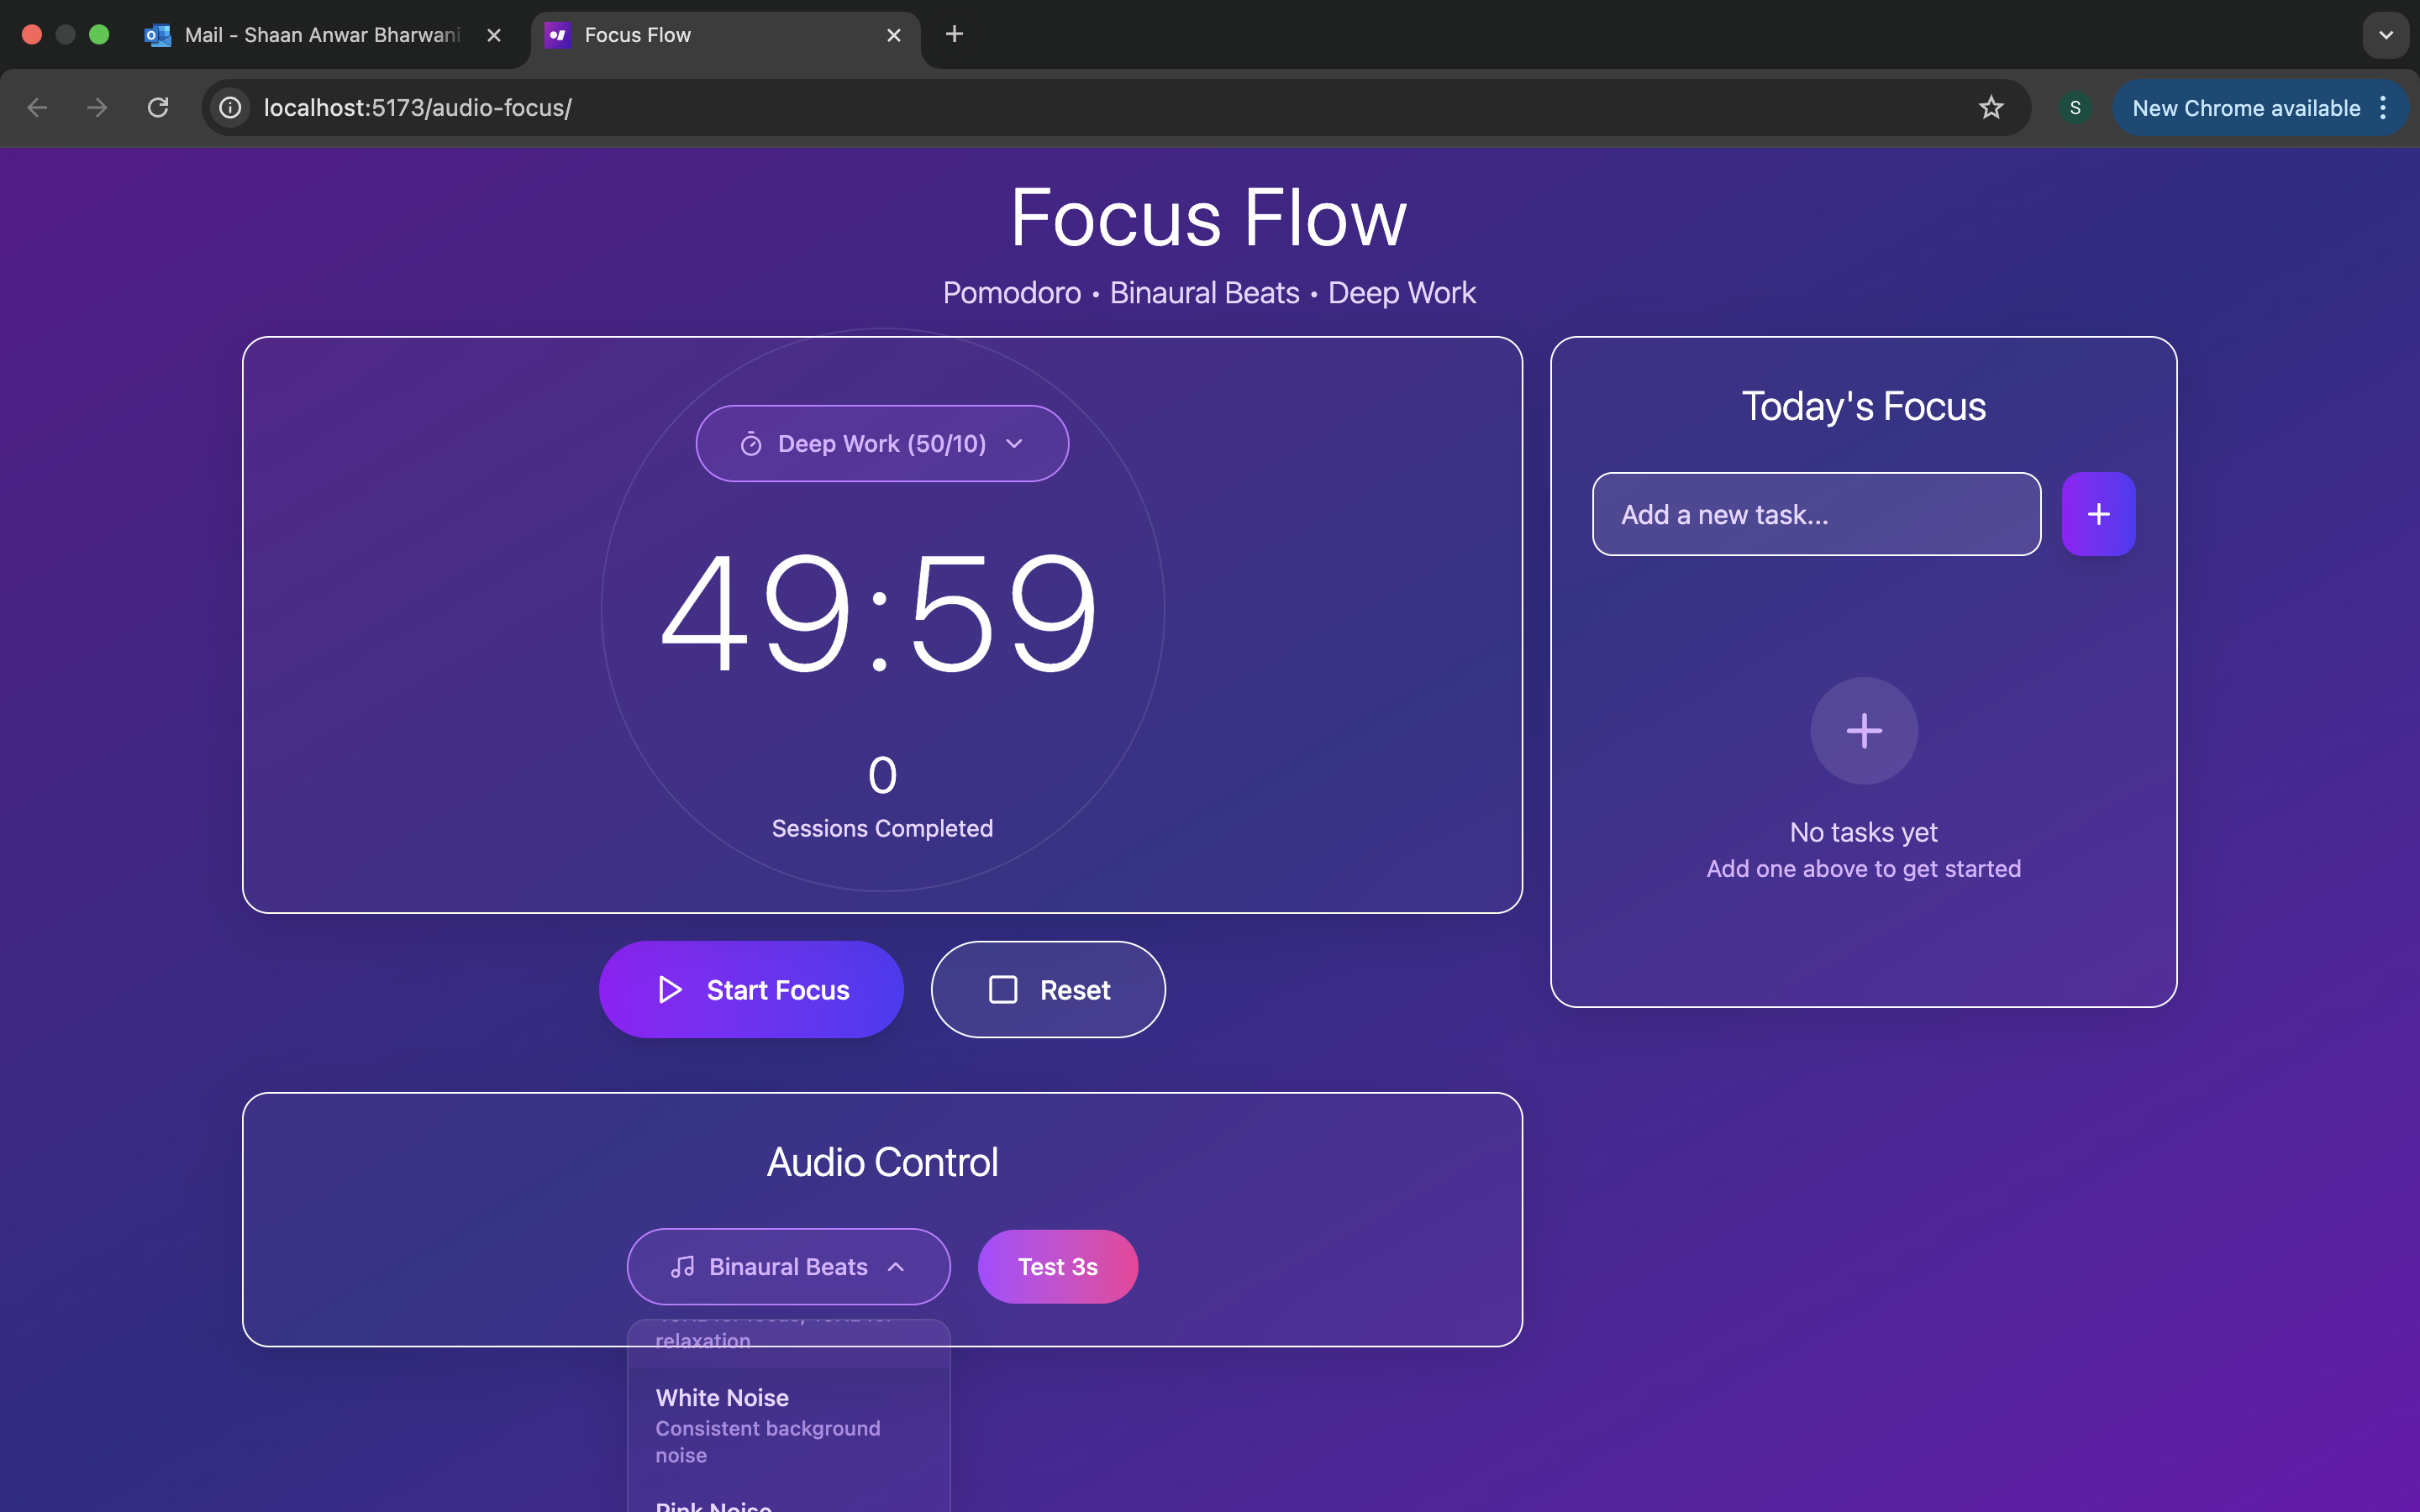 Mail - Shaan Anwar Bharwani
Focus Flow
localhost:5173/audio-focus/
S
New Chrome available
Focus Flow
Pomodoro • Binaural Beats • Deep Work
Deep Work (50/10)
49:59
0
Sessions Completed
Start Focus
Reset
Today's Focus
Add a new task...
No tasks yet
Add one above to get started
Audio Control
Binaural Beats
Test 3s
relaxation
White Noise
Consistent background
noise
Pink Noise